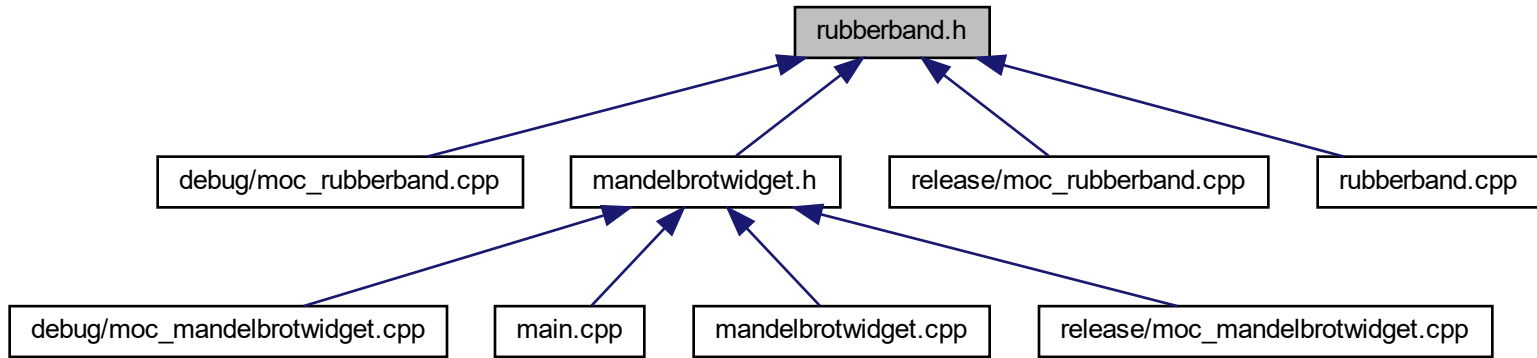 rubberband.h
debug/moc_rubberband.cpp
mandelbrotwidget.h
release/moc_rubberband.cpp
rubberband.cpp
debug/moc_mandelbrotwidget.cpp
main.cpp
mandelbrotwidget.cpp
release/moc_mandelbrotwidget.cpp